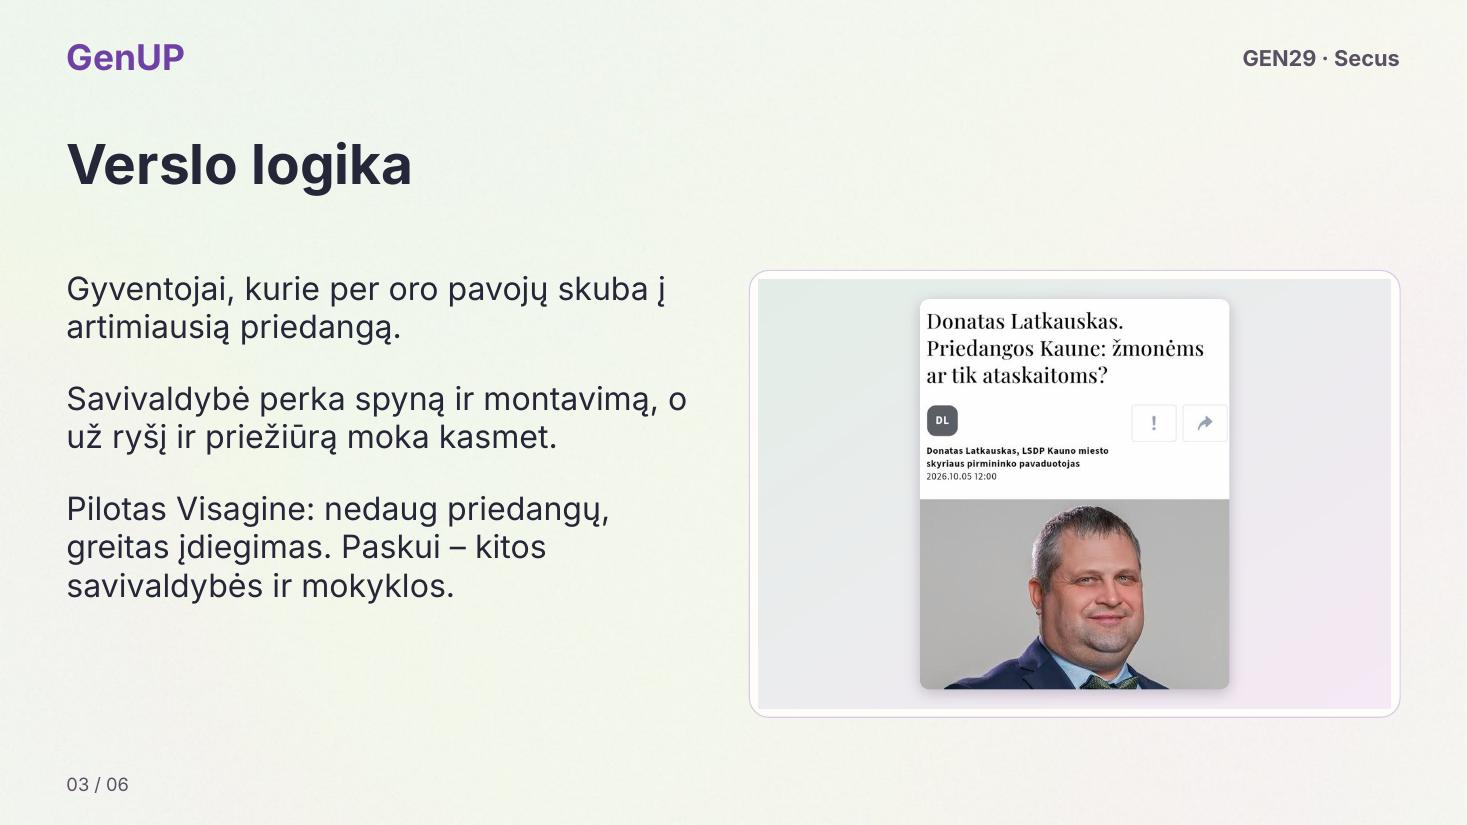 GenUP
GEN29 · Secus
Verslo logika
Gyventojai, kurie per oro pavojų skuba į
artimiausią priedangą.
Savivaldybė perka spyną ir montavimą, o
už ryšį ir priežiūrą moka kasmet.
Pilotas Visagine: nedaug priedangų,
greitas įdiegimas. Paskui – kitos
savivaldybės ir mokyklos.
Donatas Latkauskas.
Priedangos Kaune: žmonėms
ar tik ataskaitoms?
DL
!
Donatas Latkauskas, LSDP Kauno miesto
skyriaus pirmininko pavaduotojas
2026.10.05 12:00
03 / 06